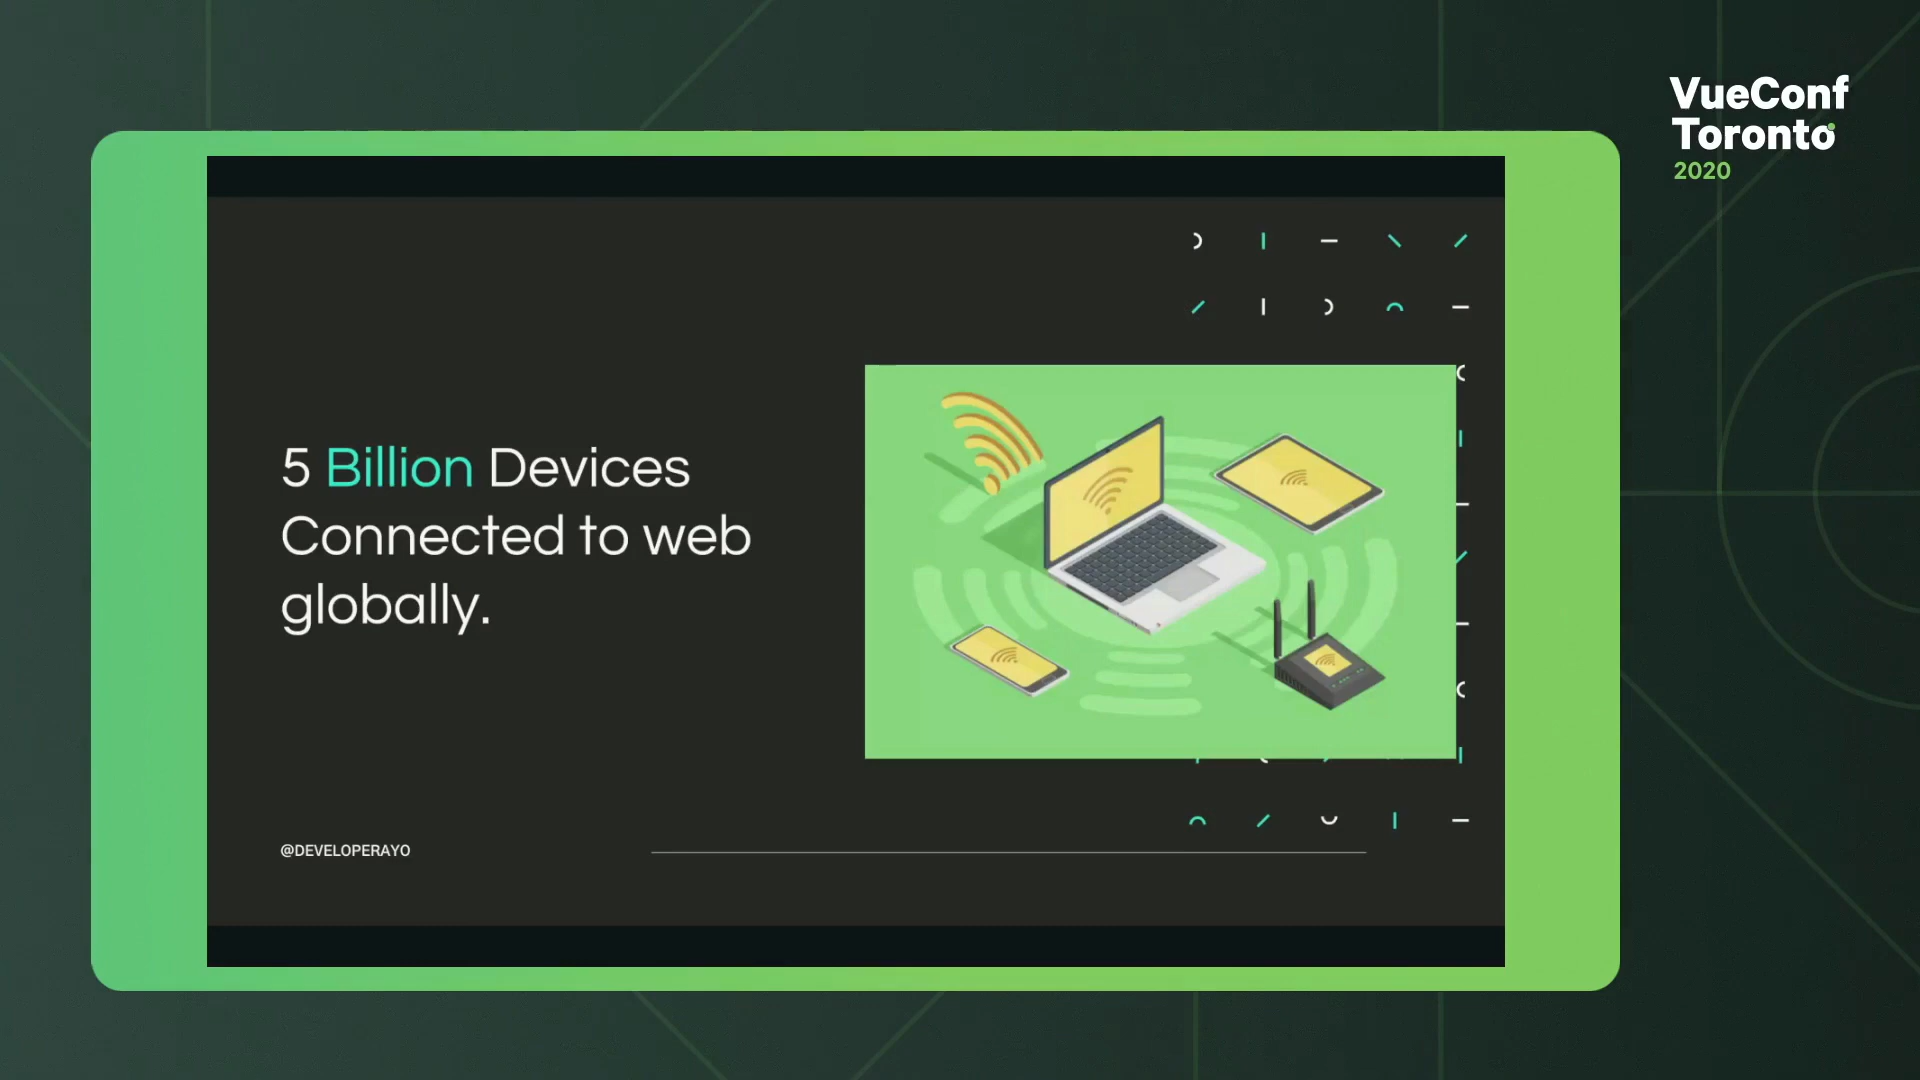 VueConf
Toronto
2020
5 Billion Devices
Connected to web
globally.
@DEVELOPERAYO